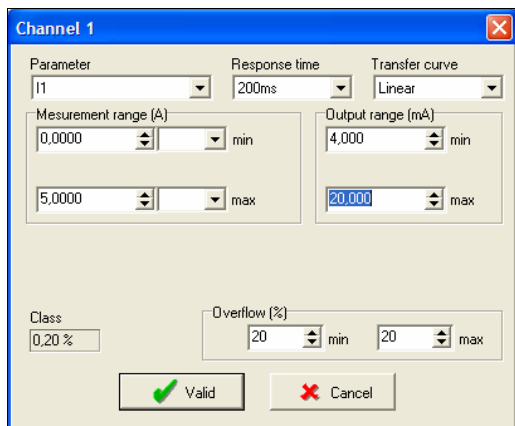 Channel 1
Parameter Response time Transfer curve
I1 200ms Linear
Mesurement range (A) Output range (mA)
0,0000 min 4,000 min
5,0000 max 20,000 max
Class Overflow (%)
0,20 % 20 min 20 max
Valid Cancel